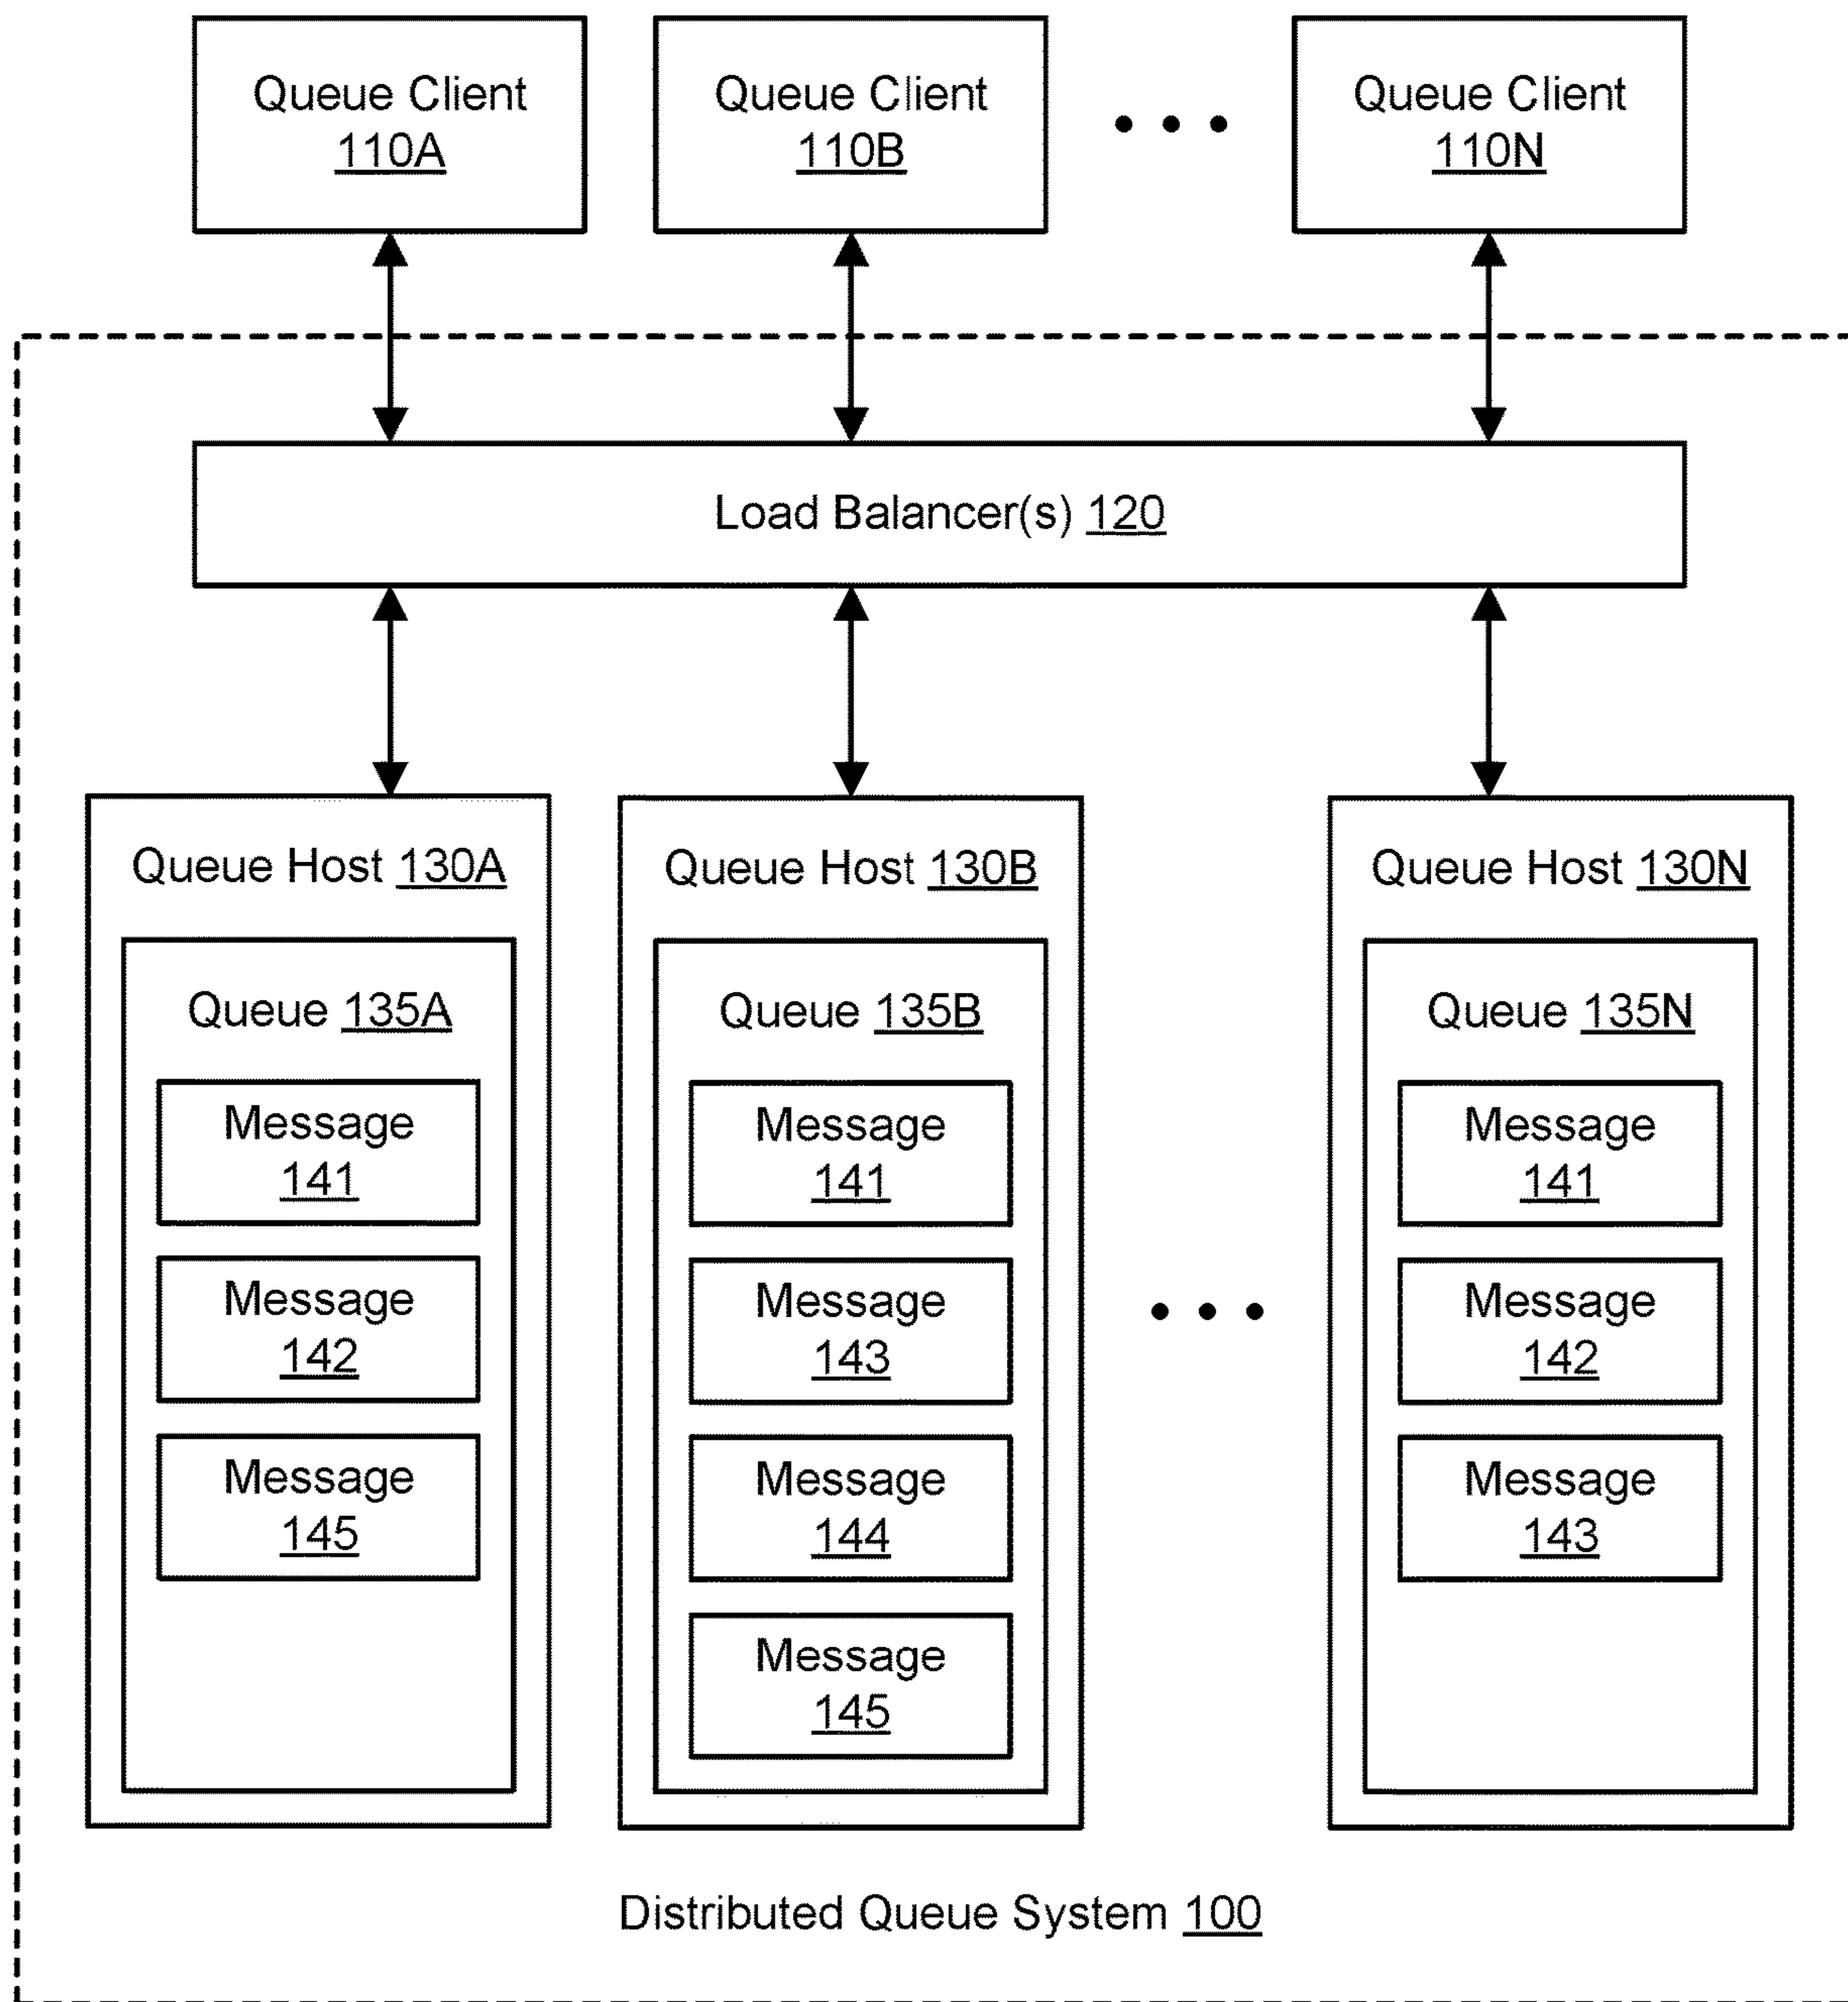 Queue Client
110A
Queue Client
110B
Queue Client
110N
Load Balancer(s) 120
Queue Host 130A
Queue 135A
Message
141
Message
142
Message
145
Queue Host 130B
Queue 135B
Message
141
Message
143
Message
144
Message
145
Queue Host 130N
Queue 135N
Message
141
Message
142
Message
143
Distributed Queue System 100